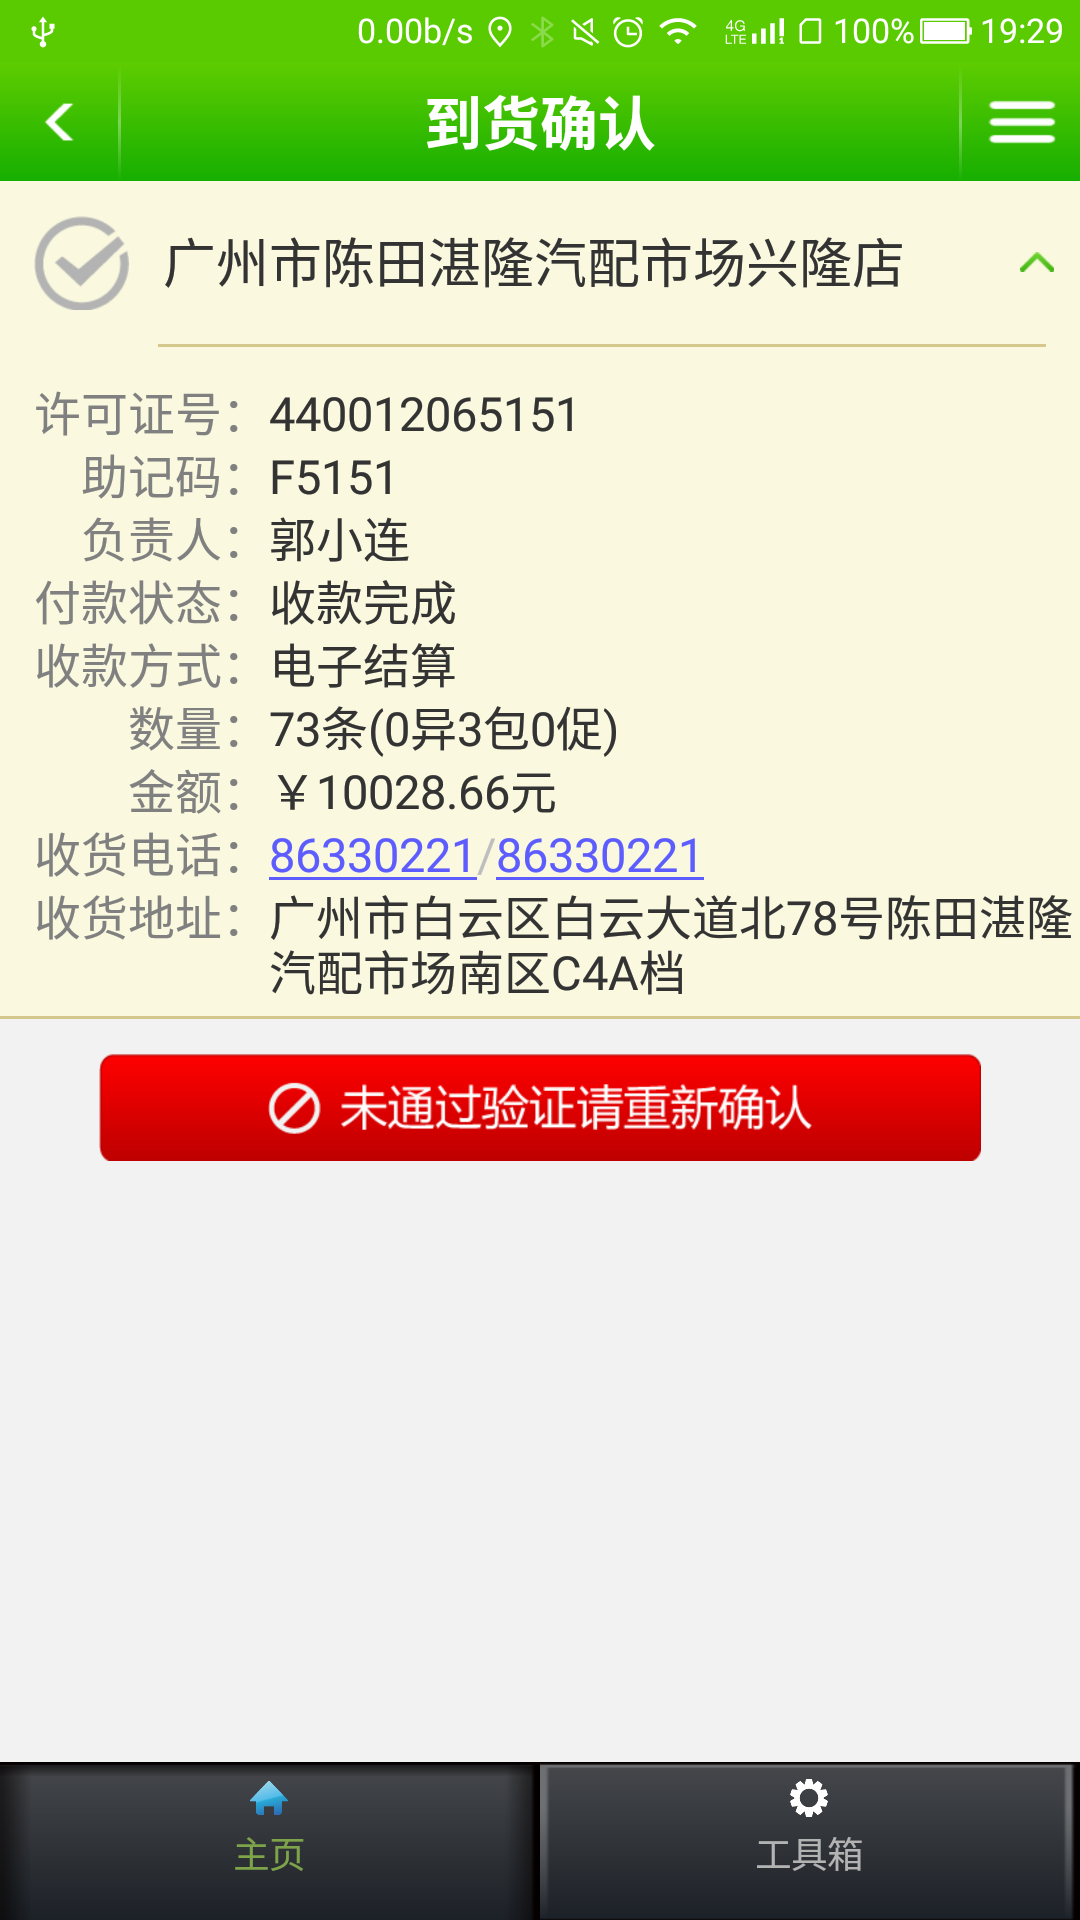 0.00b/s 4G LTE 1 100% 19:29
到货确认
广州市陈田湛隆汽配市场兴隆店
许可证号：440012065151
助记码：F5151
负责人：郭小连
付款状态：收款完成
收款方式：电子结算
数量：73条(0异3包0促)
金额：￥10028.66元
收货电话：86330221/86330221
收货地址：广州市白云区白云大道北78号陈田湛隆
汽配市场南区C4A档
未通过验证请重新确认
主页 工具箱